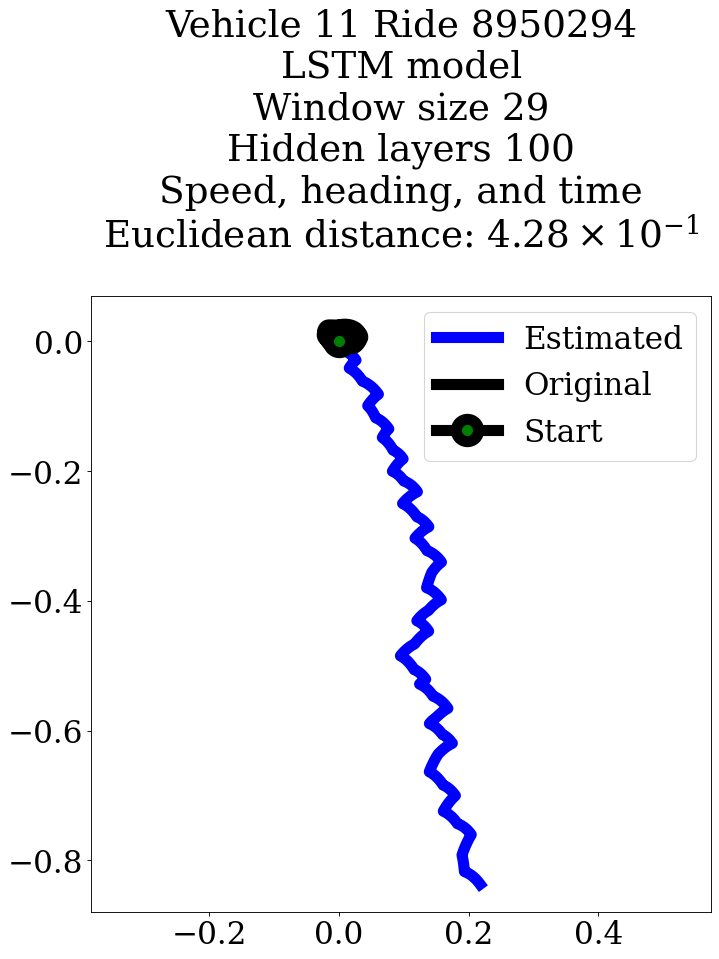 Vehicle 11 Ride 8950294
LSTM model
Window size 29
Hidden layers 100
Speed, heading, and time
Euclidean distance: 4.28 × 10⁻¹
Estimated
Original
Start
0.0
−0.2
−0.4
−0.6
−0.8
−0.2 0.0 0.2 0.4